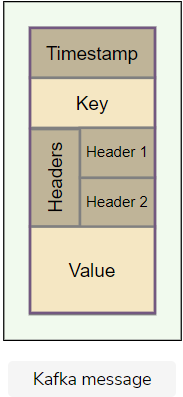 Timestamp
Key
Headers
Header 1
Header 2
Value
Kafka message